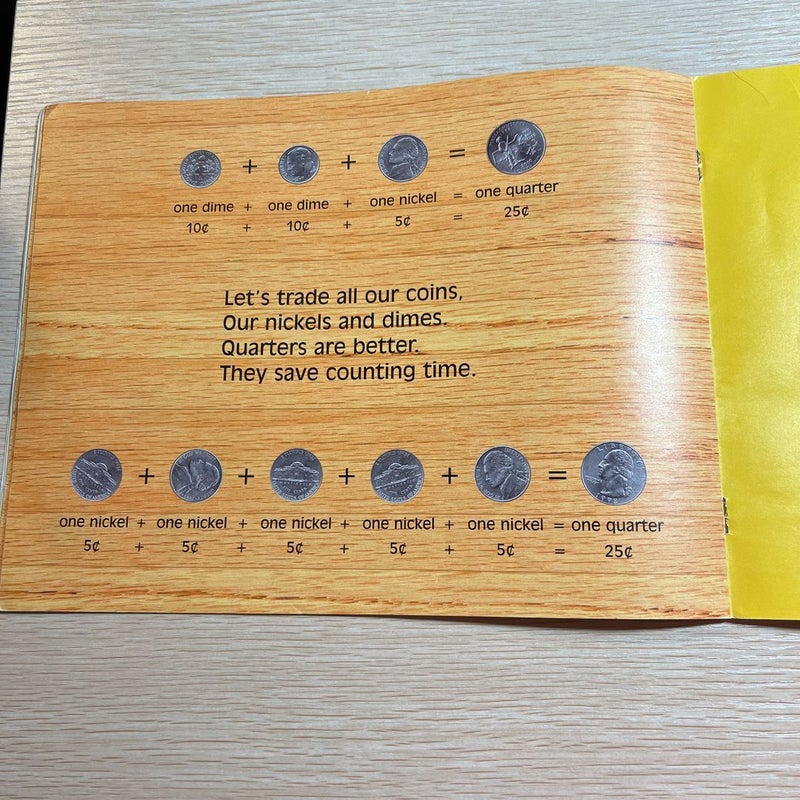 + + =
one dime + one dime + one nickel = one quarter
10¢ + 10¢ + 5¢ = 25¢
Let's trade all our coins,
Our nickels and dimes.
Quarters are better.
They save counting time.
+ + + + =
one nickel + one nickel + one nickel + one nickel + one nickel = one quarter
5¢ + 5¢ + 5¢ + 5¢ + 5¢ = 25¢